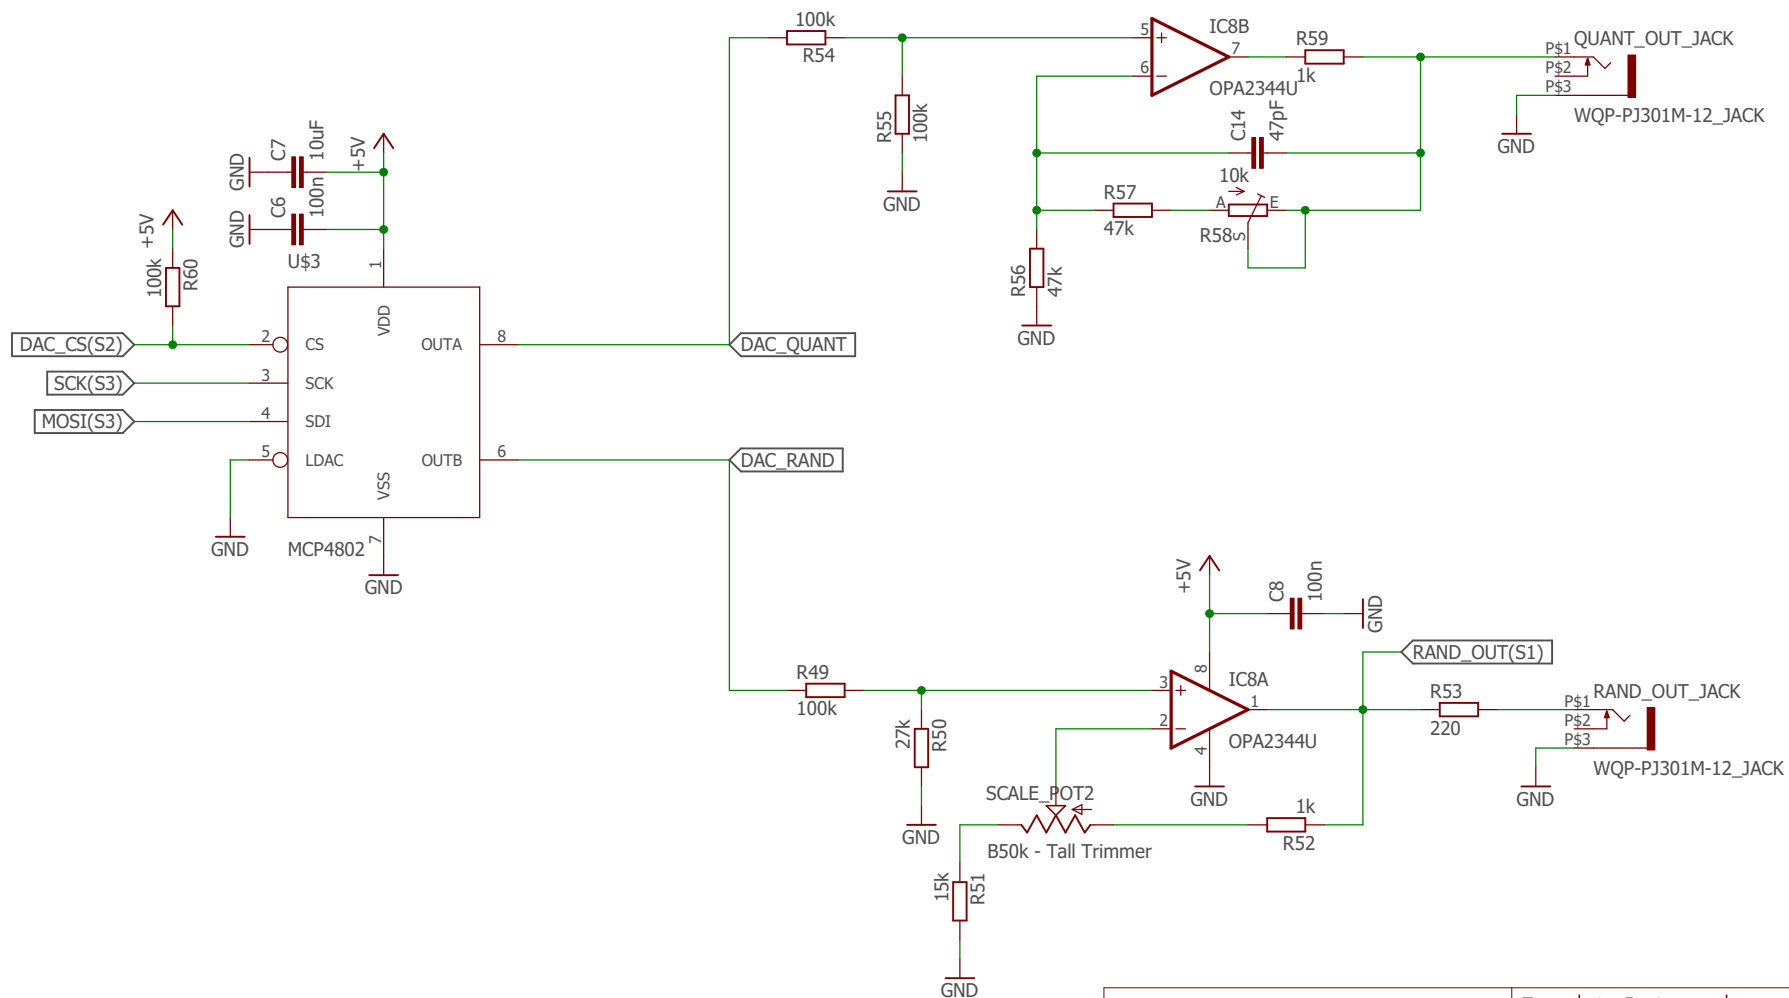 100k
R54
5
+
6
−
IC8B
7
OPA2344U
R59
1k
QUANT_OUT_JACK
P$1
P$2
P$3
WQP-PJ301M-12_JACK
GND
R55
100k
GND
C14
47pF
R57
47k
10k
A
E
S
R58
R56
47k
GND
GND
C7
10uF
+5V
GND
C6
100n
U$3
+5V
100k
R60
1
VDD
DAC_CS(S2)
2
CS
OUTA
8
DAC_QUANT
SCK(S3)
3
SCK
MOSI(S3)
4
SDI
5
LDAC
OUTB
6
DAC_RAND
VSS
GND
MCP4802
7
GND
+5V
C8
100n
GND
RAND_OUT(S1)
R49
100k
3
+
2
−
8
4
IC8A
1
OPA2344U
GND
R53
220
RAND_OUT_JACK
P$1
P$2
P$3
WQP-PJ301M-12_JACK
GND
27k
R50
GND
SCALE_POT2
B50k - Tall Trimmer
1k
R52
15k
R51
GND